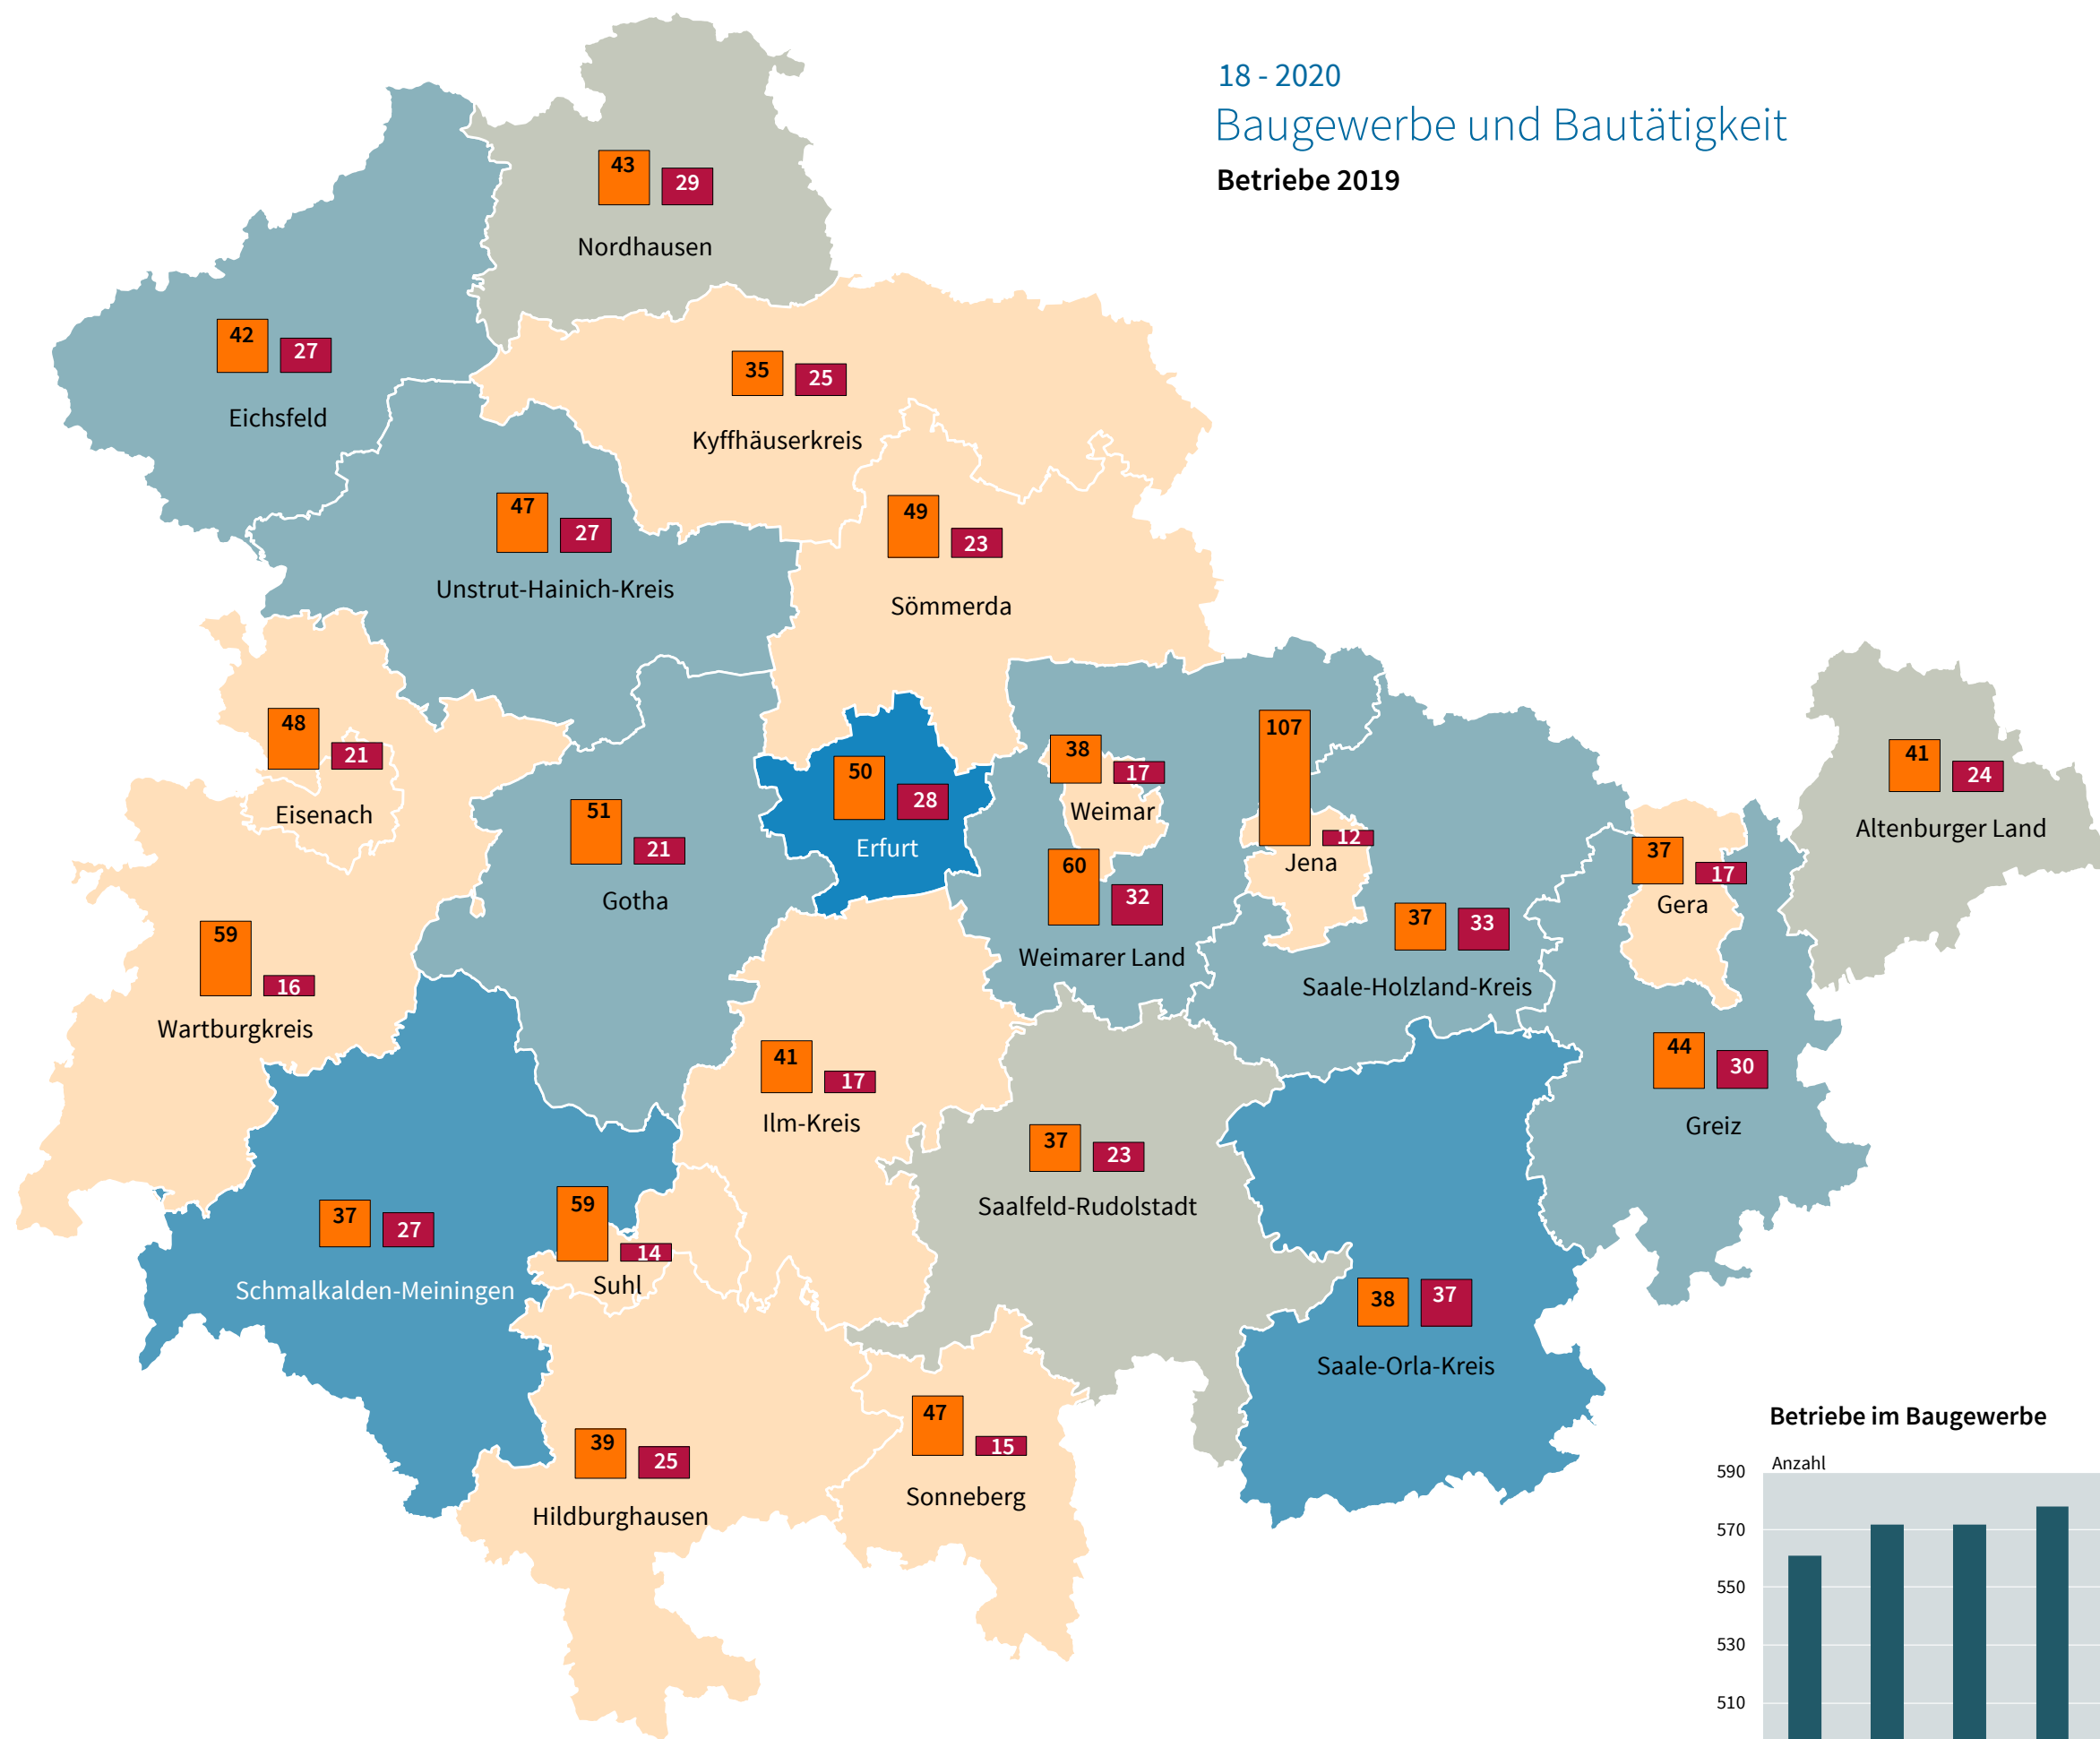 18 - 2020
Baugewerbe und Bautätigkeit
Betriebe 2019
43 29
Nordhausen
42 27
Eichsfeld
35 25
Kyffhäuserkreis
47 27
Unstrut-Hainich-Kreis
49 23
Sömmerda
48 21
Eisenach
51 21
Gotha
50 28
Erfurt
38 17
Weimar
107 12
Jena
60 32
Weimarer Land
37 33
Saale-Holzland-Kreis
37 17
Gera
41 24
Altenburger Land
59 16
Wartburgkreis
41 17
Ilm-Kreis
44 30
Greiz
37 23
Saalfeld-Rudolstadt
37 27
Schmalkalden-Meiningen
59 14
Suhl
38 37
Saale-Orla-Kreis
39 25
Hildburghausen
47 15
Sonneberg
Betriebe im Baugewerbe
Anzahl
590
570
550
530
510